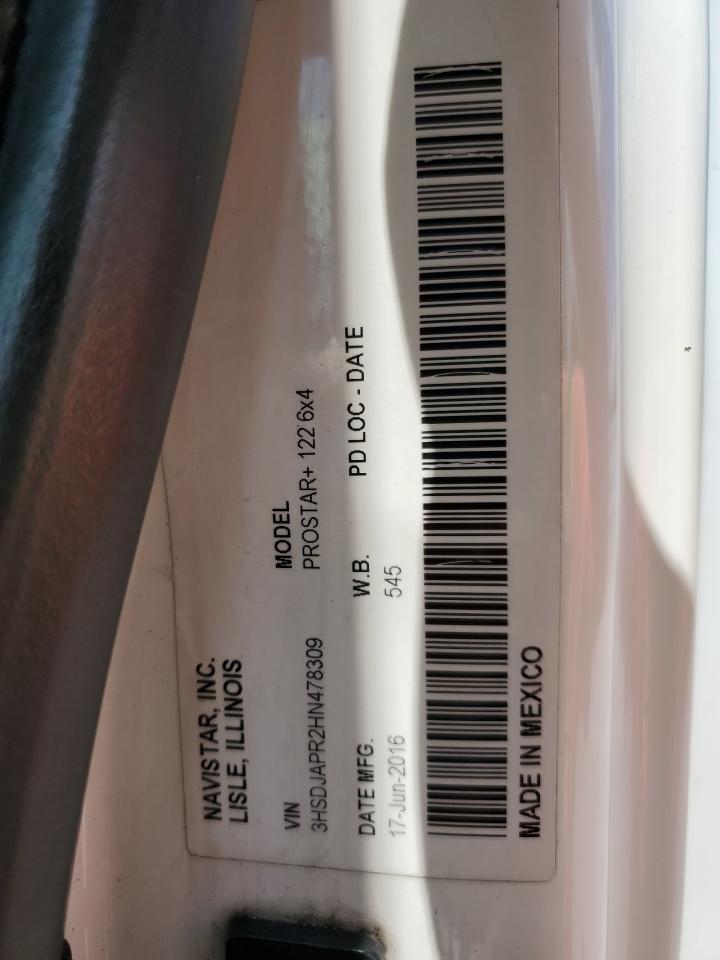 NAVISTAR, INC.
LISLE, ILLINOIS
VIN MODEL
3HSDJAPR2HN478309 PROSTAR+ 122 6x4
DATE MFG. W.B. PD LOC - DATE
17-Jun-2016 545
MADE IN MEXICO